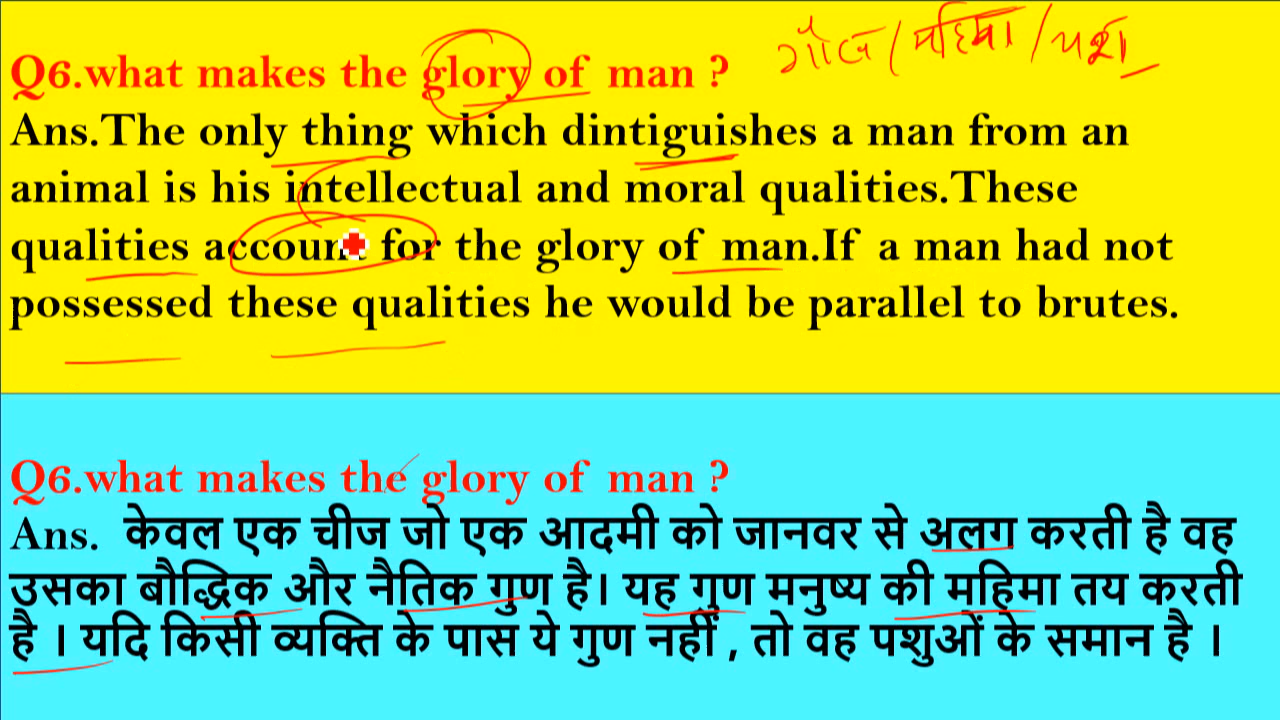 गौरव / महिमा / यश
Q6.what makes the glory of man ?
Ans.The only thing which dintiguishes a man from an
animal is his intellectual and moral qualities.These
qualities account for the glory of man.If a man had not
possessed these qualities he would be parallel to brutes.
Q6.what makes the glory of man ?
Ans. केवल एक चीज जो एक आदमी को जानवर से अलग करती है वह
उसका बौद्धिक और नैतिक गुण है। यह गुण मनुष्य की महिमा तय करती
है । यदि किसी व्यक्ति के पास ये गुण नहीं , तो वह पशुओं के समान है ।